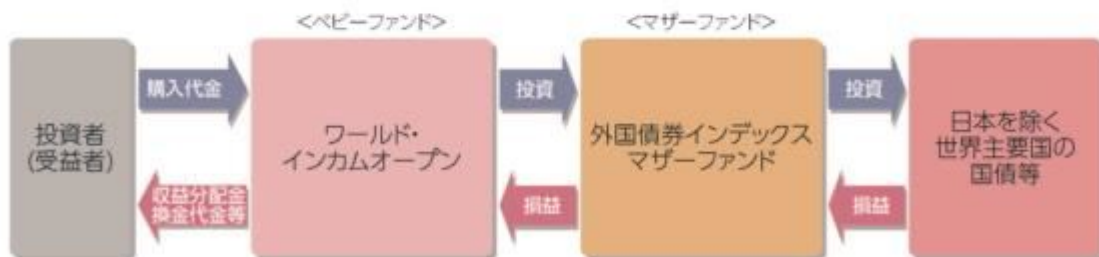 <ベビーファンド>
<マザーファンド>
投資者
(受益者)
購入代金
収益分配金
換金代金等
ワールド・
インカムオープン
投資
損益
外国債券インデックス
マザーファンド
投資
損益
日本を除く
世界主要国の
国債等